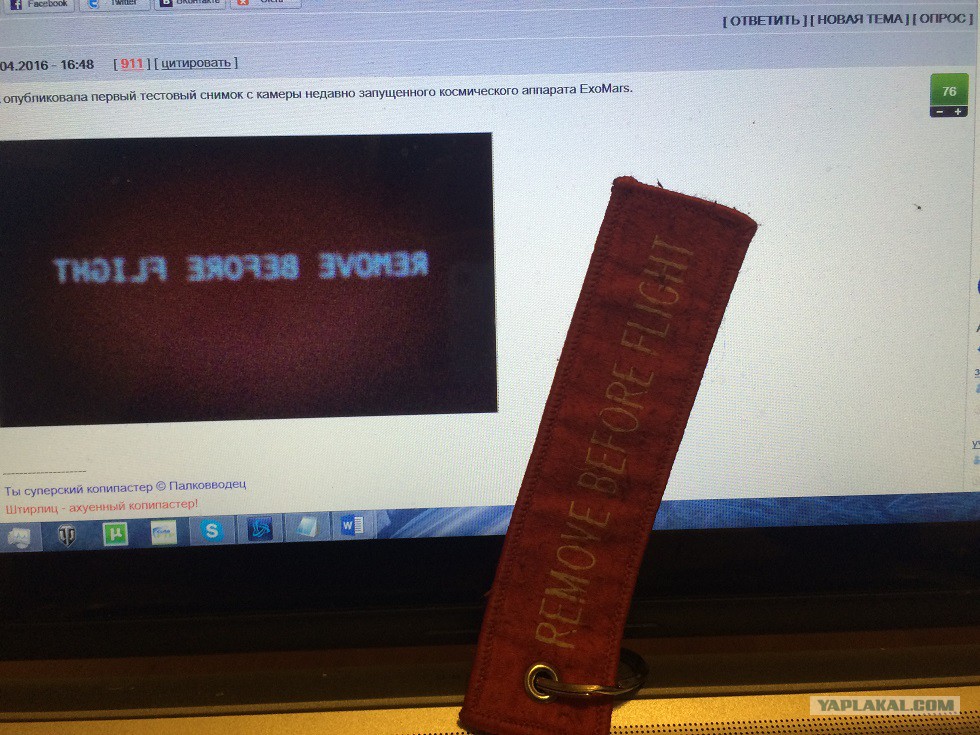 Facebook Twitter ВКонтакте
[ ОТВЕТИТЬ ] [ НОВАЯ ТЕМА ] [ ОПРОС ]
04.2016 - 16:48 [ 911 ] [ цитировать ]
опубликовала первый тестовый снимок с камеры недавно запущенного космического аппарата ExoMars.
76
− +
REMOVE BEFORE FLIGHT
REMOVE BEFORE FLIGHT
Ты суперский копипастер © Палковводец
Штирлиц - ахуенный копипастер!
µ S W
YAPLAKAL.COM